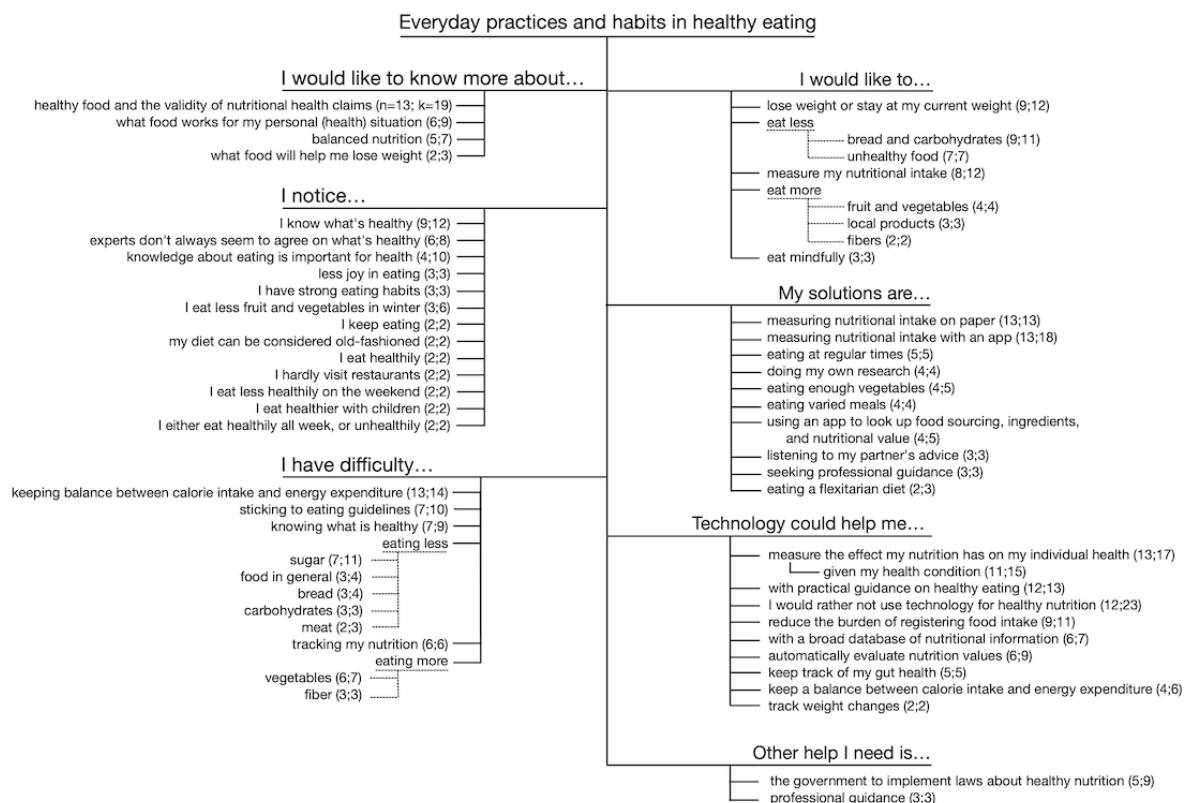 Everyday practices and habits in healthy eating
I would like to know more about…
healthy food and the validity of nutritional health claims (n=13; k=19)
what food works for my personal (health) situation (6;9)
balanced nutrition (5;7)
what food will help me lose weight (2;3)
I notice…
I know what's healthy (9;12)
experts don't always seem to agree on what's healthy (6;8)
knowledge about eating is important for health (4;10)
less joy in eating (3;3)
I have strong eating habits (3;3)
I eat less fruit and vegetables in winter (3;6)
I keep eating (2;2)
my diet can be considered old-fashioned (2;2)
I eat healthily (2;2)
I hardly visit restaurants (2;2)
I eat less healthily on the weekend (2;2)
I eat healthier with children (2;2)
I either eat healthily all week, or unhealthily (2;2)
I have difficulty…
keeping balance between calorie intake and energy expenditure (13;14)
sticking to eating guidelines (7;10)
knowing what is healthy (7;9)
eating less
sugar (7;11)
food in general (3;4)
bread (3;4)
carbohydrates (3;3)
meat (2;3)
tracking my nutrition (6;6)
eating more
vegetables (6;7)
fiber (3;3)
I would like to…
lose weight or stay at my current weight (9;12)
eat less
bread and carbohydrates (9;11)
unhealthy food (7;7)
measure my nutritional intake (8;12)
eat more
fruit and vegetables (4;4)
local products (3;3)
fibers (2;2)
eat mindfully (3;3)
My solutions are…
measuring nutritional intake on paper (13;13)
measuring nutritional intake with an app (13;18)
eating at regular times (5;5)
doing my own research (4;4)
eating enough vegetables (4;5)
eating varied meals (4;4)
using an app to look up food sourcing, ingredients,
and nutritional value (4;5)
listening to my partner's advice (3;3)
seeking professional guidance (3;3)
eating a flexitarian diet (2;3)
Technology could help me…
measure the effect my nutrition has on my individual health (13;17)
given my health condition (11;15)
with practical guidance on healthy eating (12;13)
I would rather not use technology for healthy nutrition (12;23)
reduce the burden of registering food intake (9;11)
with a broad database of nutritional information (6;7)
automatically evaluate nutrition values (6;9)
keep track of my gut health (5;5)
keep a balance between calorie intake and energy expenditure (4;6)
track weight changes (2;2)
Other help I need is…
the government to implement laws about healthy nutrition (5;9)
professional guidance (3;3)